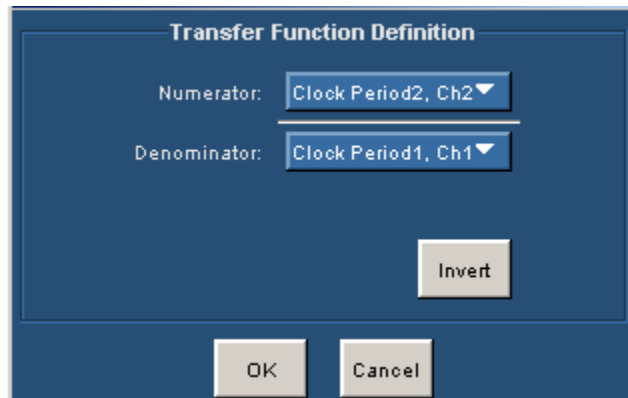 Transfer Function Definition
Numerator: Clock Period2, Ch2
Denominator: Clock Period1, Ch1
Invert
OK Cancel